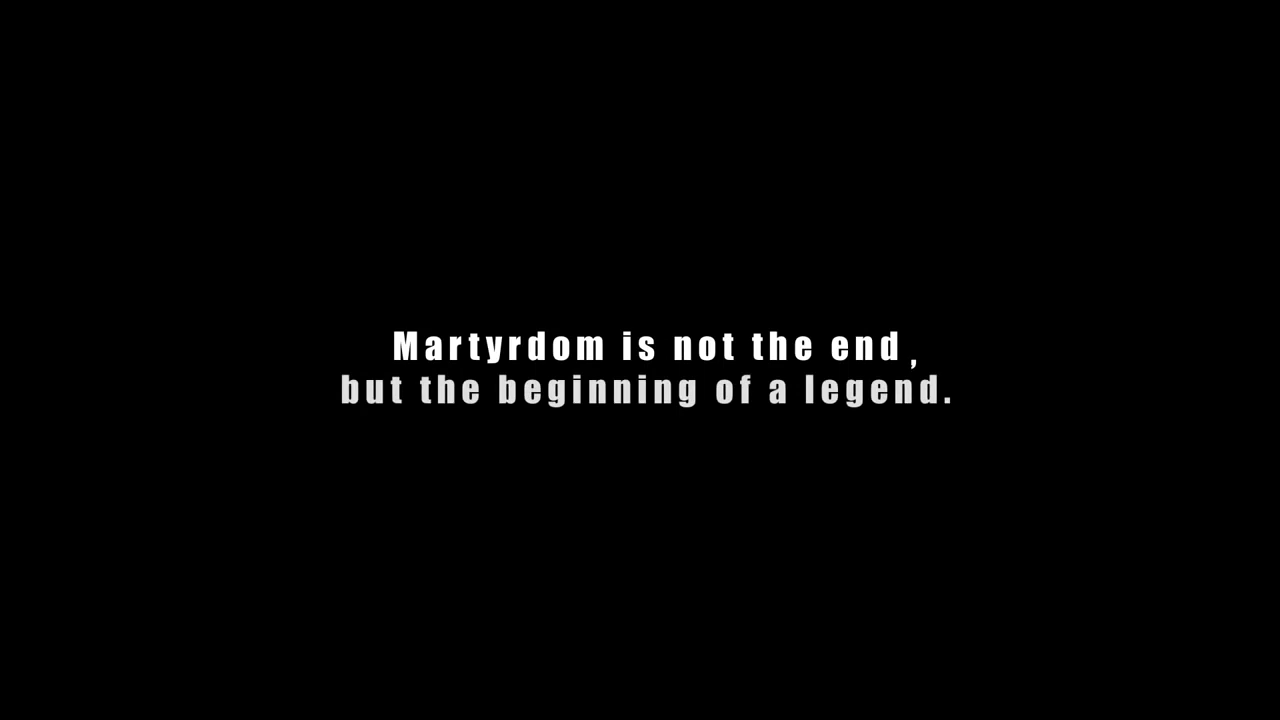 Martyrdom is not the end ,
but the beginning of a legend.